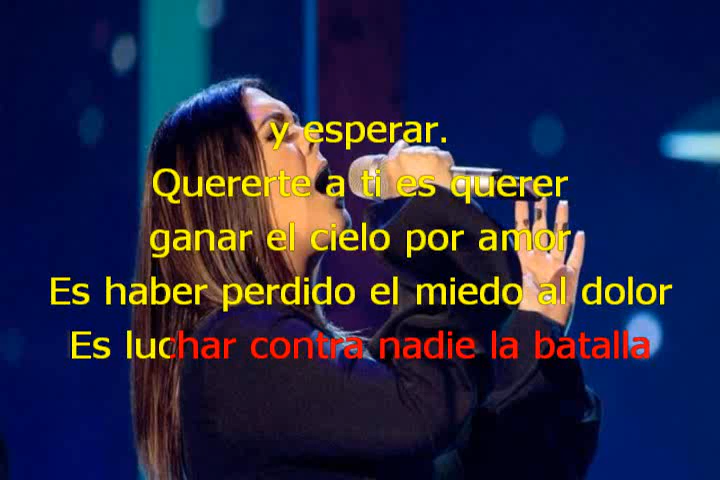 y esperar.
Quererte a ti es querer
ganar el cielo por amor
Es haber perdido el miedo al dolor
Es luchar contra nadie la batalla